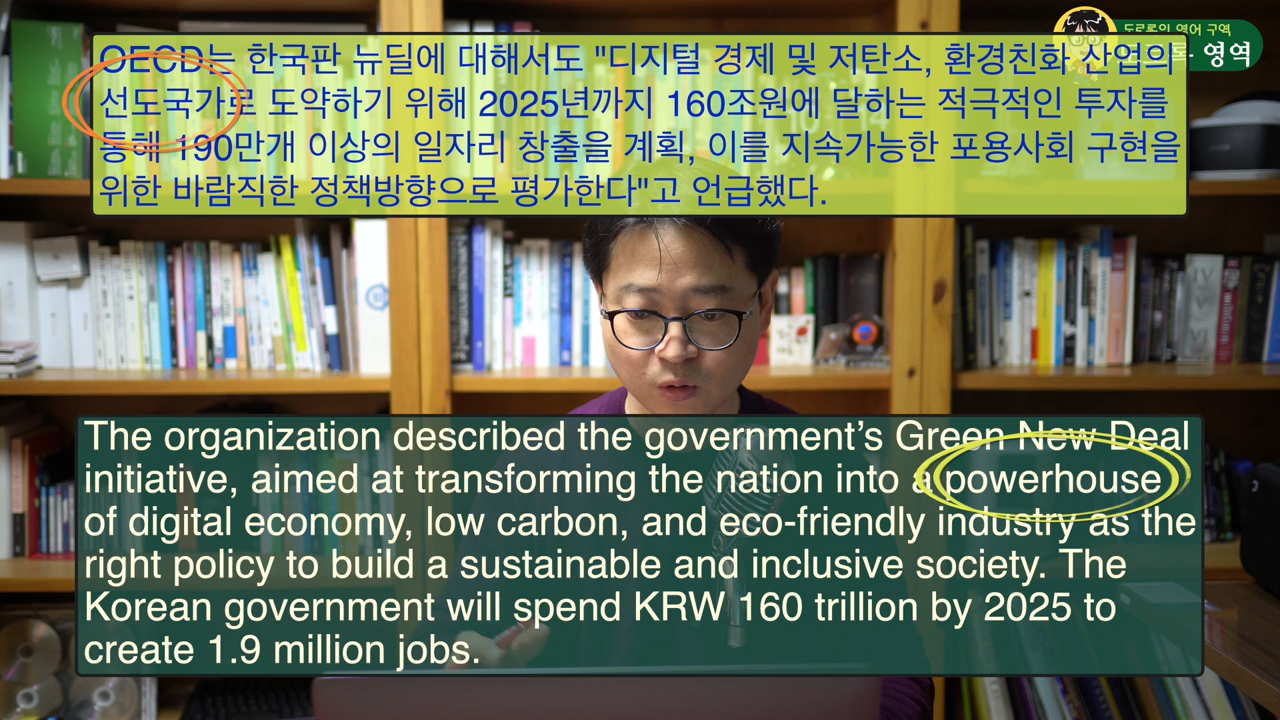 도로록의 영어 구역
영역
OECD는 한국판 뉴딜에 대해서도 "디지털 경제 및 저탄소, 환경친화 산업의
선도국가로 도약하기 위해 2025년까지 160조원에 달하는 적극적인 투자를
통해 190만개 이상의 일자리 창출을 계획, 이를 지속가능한 포용사회 구현을
위한 바람직한 정책방향으로 평가한다"고 언급했다.
The organization described the government’s Green New Deal
initiative, aimed at transforming the nation into a powerhouse
of digital economy, low carbon, and eco-friendly industry as the
right policy to build a sustainable and inclusive society. The
Korean government will spend KRW 160 trillion by 2025 to
create 1.9 million jobs.